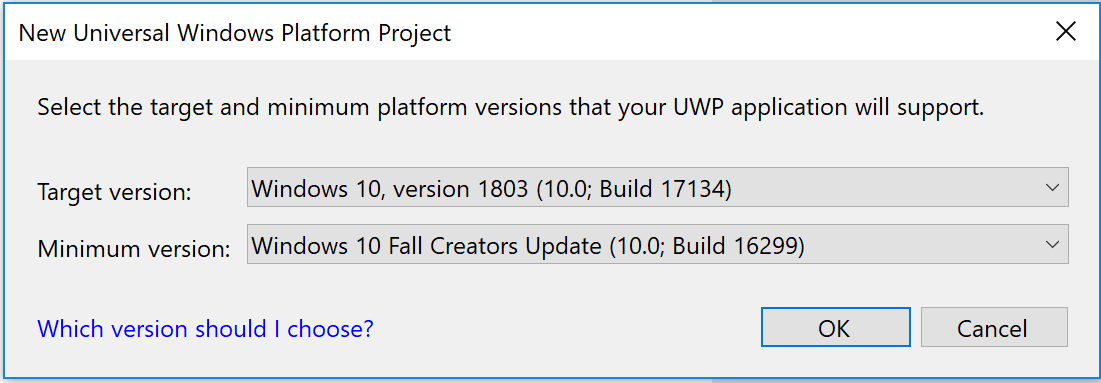 New Universal Windows Platform Project
Select the target and minimum platform versions that your UWP application will support.
Target version: Windows 10, version 1803 (10.0; Build 17134)
Minimum version: Windows 10 Fall Creators Update (10.0; Build 16299)
Which version should I choose? OK Cancel